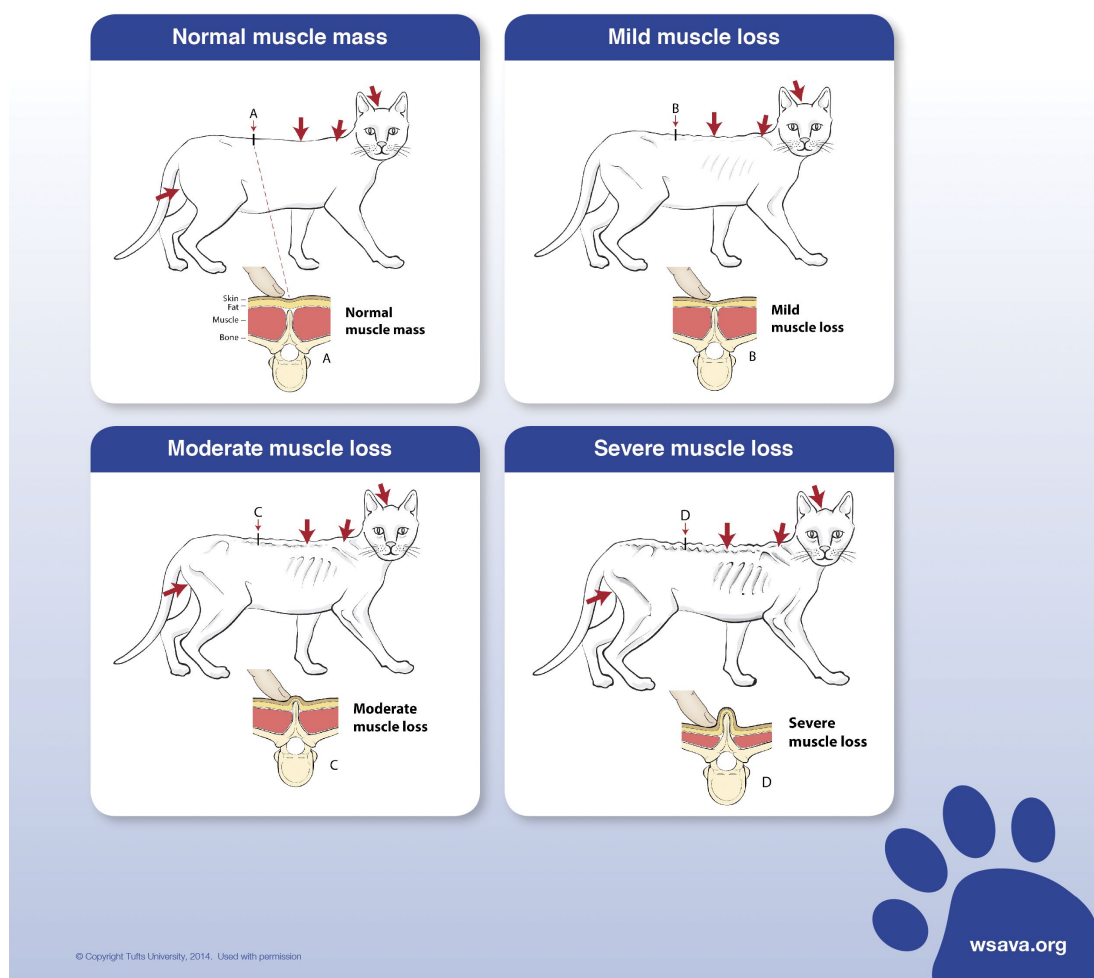 Normal muscle mass
A
Skin
Fat
Muscle
Bone
Normal
muscle mass
A
Mild muscle loss
B
Mild
muscle loss
B
Moderate muscle loss
C
Moderate
muscle loss
C
Severe muscle loss
D
Severe
muscle loss
D
wsava.org
© Copyright Tufts University, 2014. Used with permission